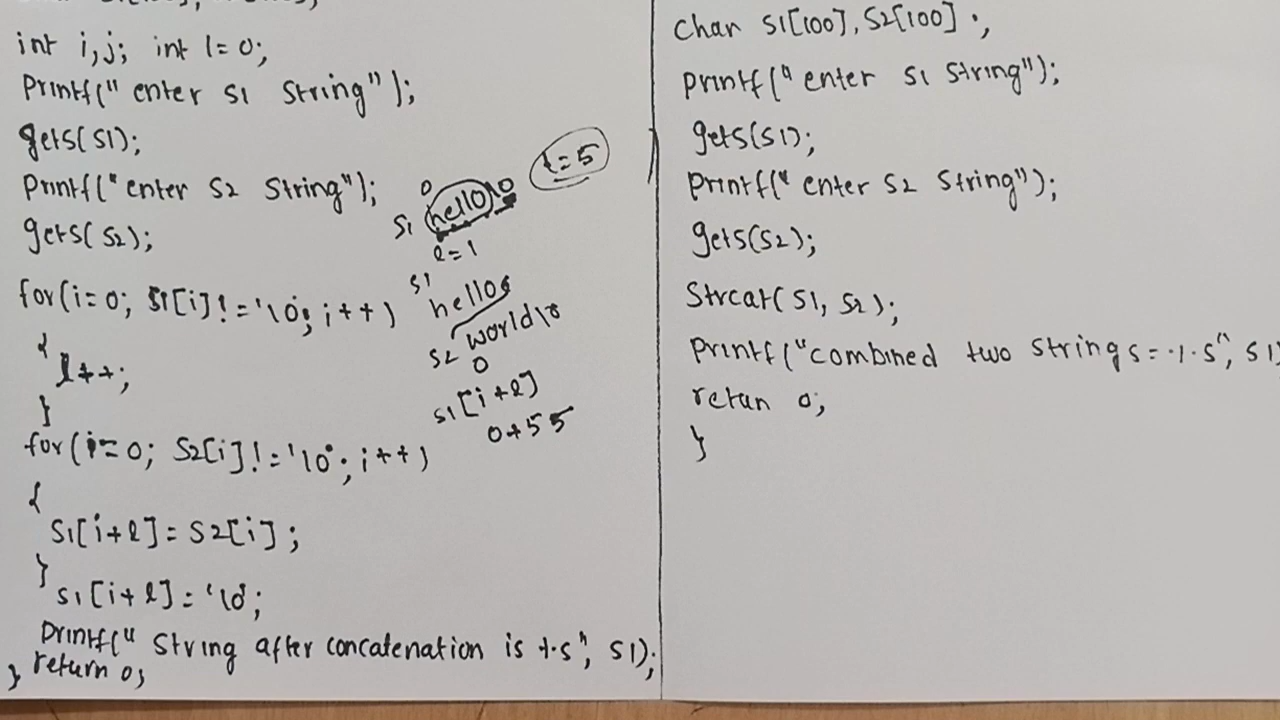 int i,j; int l=0;
Printf(" enter s1 String");
gets(s1);
Printf("enter S2 String");
gets(s2);
for(i=0; S1[i]!='\0'; i++)
{
l++;
}
for(i=0; S2[i]!='\0'; i++)
{
S1[i+l]=S2[i];
}
S1[i+l]='\0';
Printf(" String after concatenation is %s", S1);
return 0;
}
0
S1 hello\0
l=5
l=1
S1
hello
S2 world\0
0
S1[i+l]
0+5 5
Char S1[100],S2[100];
Printf(" enter S1 String");
gets(S1);
Printf(" enter S2 String");
gets(S2);
Strcat(S1, S2);
Printf("Combined two Strings=%s", S1)
retun 0;
}